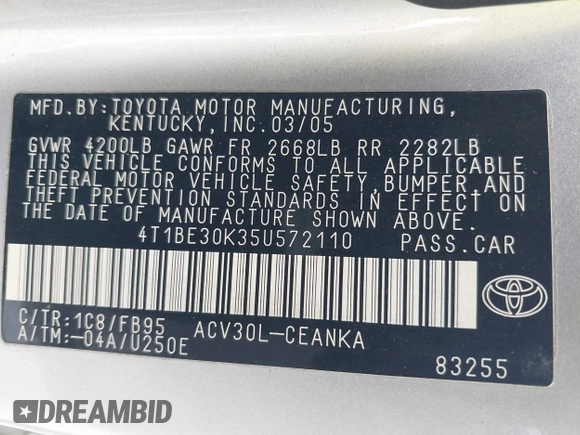 MFD.BY:TOYOTA MOTOR MANUFACTURING,
KENTUCKY, INC. 03/05
GVWR 4200LB GAWR FR 2668LB RR 2282LB
THIS VEHICLE CONFORMS TO ALL APPLICABLE
FEDERAL MOTOR VEHICLE SAFETY, BUMPER, AND
THEFT PREVENTION STANDARDS IN EFFECT ON
THE DATE OF MANUFACTURE SHOWN ABOVE.
4T1BE30K35U572110 PASS.CAR
C/TR:1C8/FB95 ACV30L-CEANKA
A/TM:-04A/U250E
83255
DREAMBID